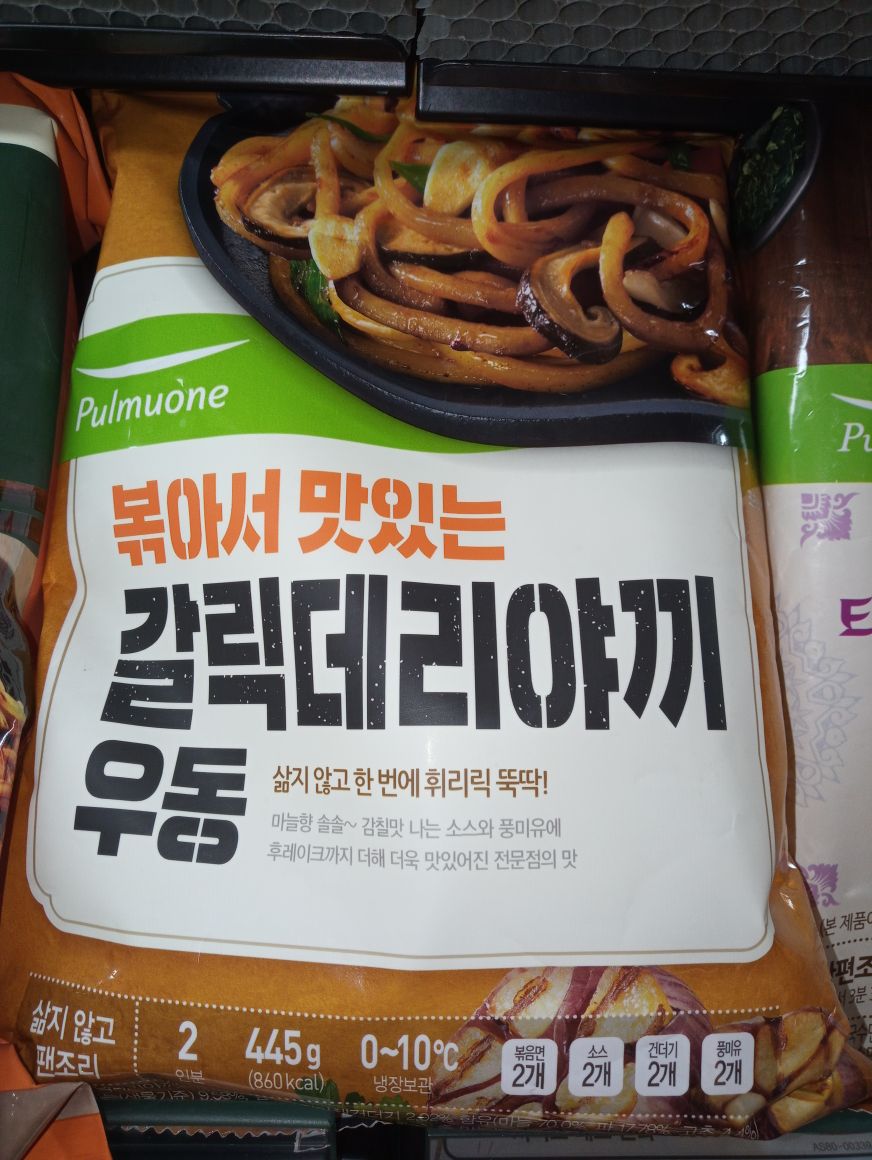 Pulmuone
볶아서 맛있는
갈릭데리야끼
우동
삶지 않고 한 번에 휘리릭 뚝딱!
마늘향 솔솔~ 감칠맛 나는 소스와 풍미유에
후레이크까지 더해 더욱 맛있어진 전문점의 맛
삶지 않고
팬조리
2
인분
445g
(860kcal)
0~10℃
냉장보관
볶음면
2개
소스
2개
건더기
2개
풍미유
2개